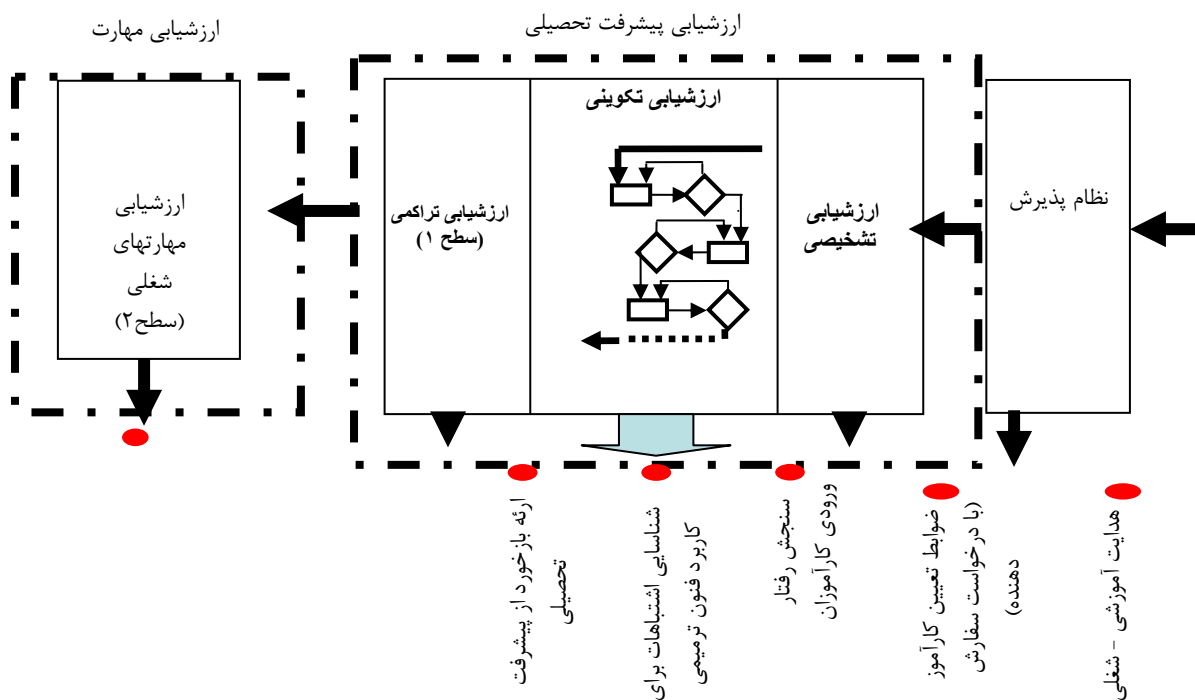 ارزشیابی پیشرفت تحصیلی
ارزشیابی مهارت
نظام پذیرش
ارزشیابی
تشخیصی
ارزشیابی تکوینی
ارزشیابی تراکمی
(سطح ۱)
ارزشیابی
مهارتهای
شغلی
(سطح۲)
هدایت آموزشی - شغلی
ضوابط تعیین کارآموز
(با درخواست سفارش
دهنده)
سنجش رفتار
ورودی کارآموزان
شناسایی اشتباهات برای
کاربرد فنون ترمیمی
ارئه بازخورد از پیشرفت
تحصیلی